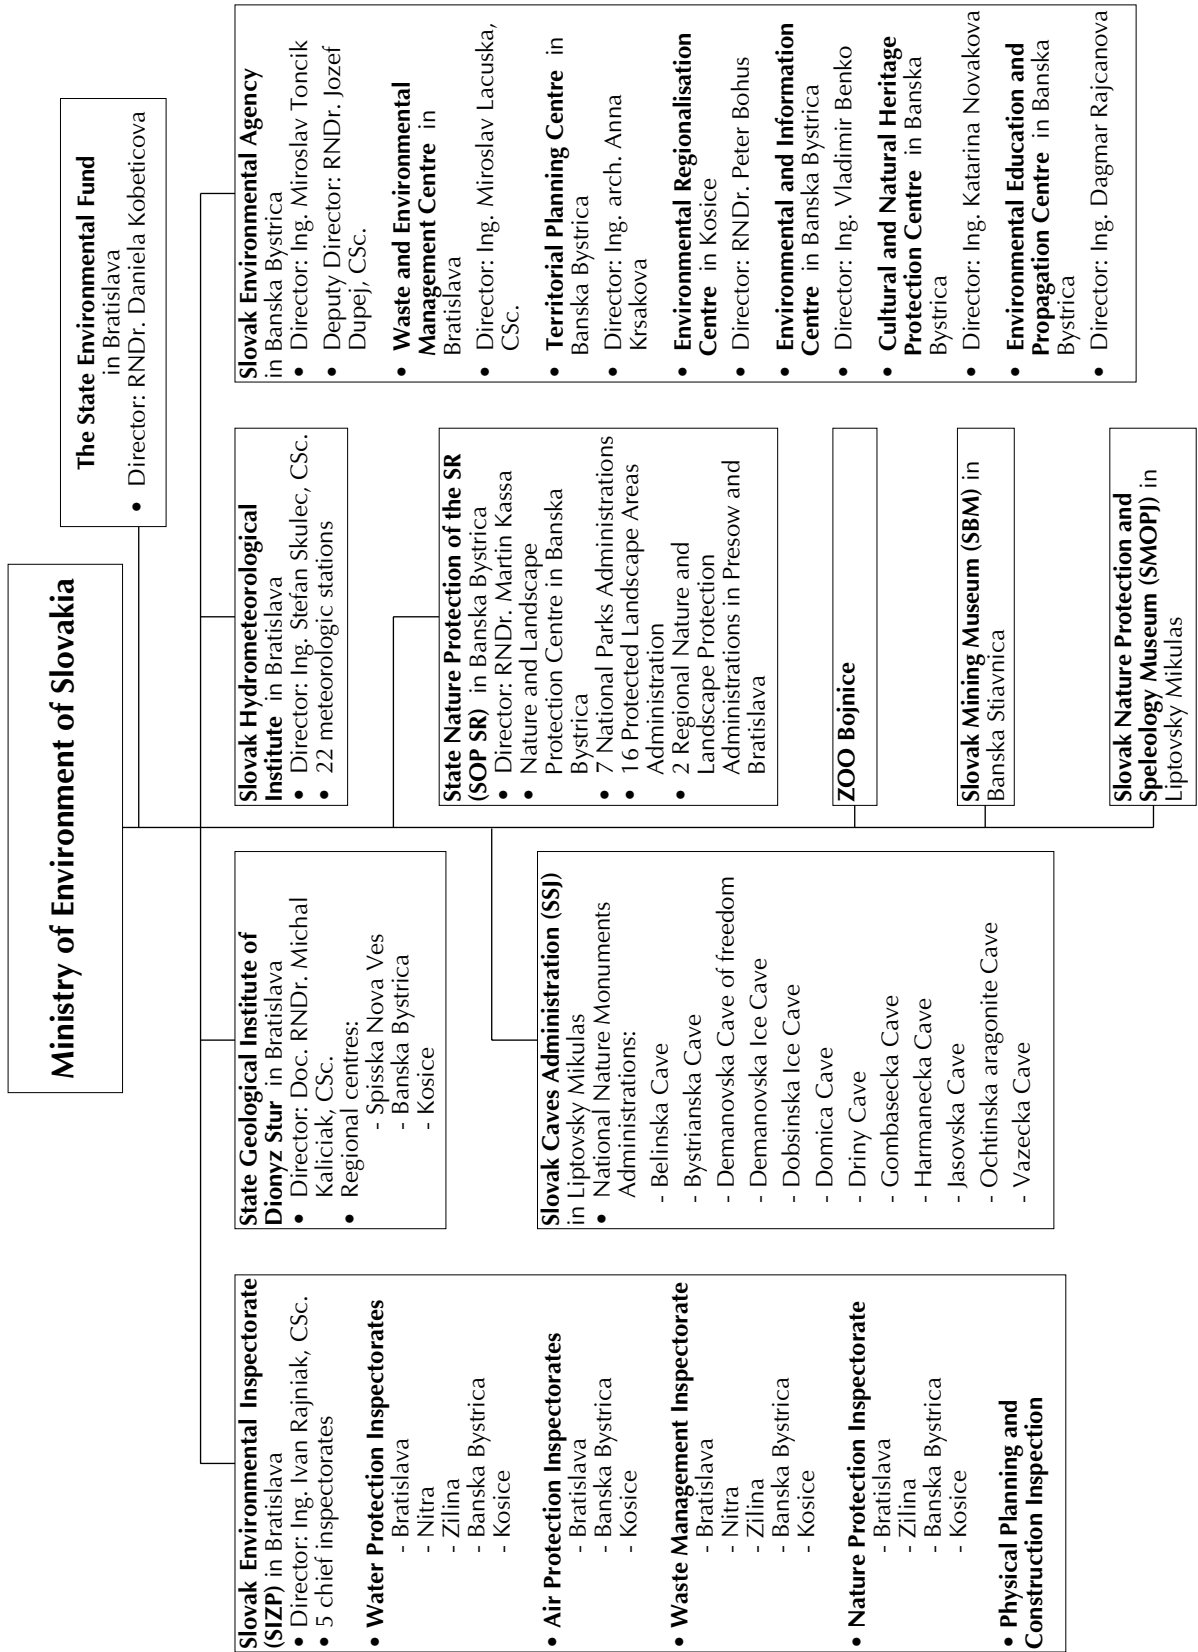 Ministry of Environment of Slovakia
The State Environmental Fund
in Bratislava
• Director: RNDr. Daniela Kobeticova
Slovak Environmental Inspectorate
(SIZP) in Bratislava
• Director: Ing. Ivan Rajniak, CSc.
• 5 chief inspectorates
• Water Protection Inspectorates
- Bratislava
- Nitra
- Zilina
- Banska Bystrica
- Kosice
• Air Protection Inspectorates
- Bratislava
- Banska Bystrica
- Kosice
• Waste Management Inspectorate
- Bratislava
- Nitra
- Zilina
- Banska Bystrica
- Kosice
• Nature Protection Inspectorate
- Bratislava
- Zilina
- Banska Bystrica
- Kosice
• Physical Planning and
Construction Inspection
State Geological Institute of
Dionyz Stur in Bratislava
• Director: Doc. RNDr. Michal
Kaliciak, CSc.
• Regional centres:
- Spisska Nova Ves
- Banska Bystrica
- Kosice
Slovak Caves Administration (SSJ)
in Liptovsky Mikulas
• National Nature Monuments
Administrations:
- Belinska Cave
- Bystrianska Cave
- Demanovska Cave of freedom
- Demanovska Ice Cave
- Dobsinska Ice Cave
- Domica Cave
- Driny Cave
- Gombasecka Cave
- Harmanecka Cave
- Jasovska Cave
- Ochtinska aragonite Cave
- Vazecka Cave
Slovak Hydrometeorological
Institute in Bratislava
• Director: Ing. Stefan Skulec, CSc.
• 22 meteorologic stations
State Nature Protection of the SR
(SOP SR) in Banska Bystrica
• Director: RNDr. Martin Kassa
• Nature and Landscape
Protection Centre in Banska
Bystrica
• 7 National Parks Administrations
• 16 Protected Landscape Areas
Administration
• 2 Regional Nature and
Landscape Protection
Administrations in Presow and
Bratislava
ZOO Bojnice
Slovak Mining Museum (SBM) in
Banska Stiavnica
Slovak Nature Protection and
Speleology Museum (SMOPJ) in
Liptovsky Mikulas
Slovak Environmental Agency
in Banska Bystrica
• Director: Ing. Miroslav Toncik
• Deputy Director: RNDr. Jozef
Dupej, CSc.
• Waste and Environmental
Management Centre in
Bratislava
• Director: Ing. Miroslav Lacuska,
CSc.
• Territorial Planning Centre in
Banska Bystrica
• Director: Ing. arch. Anna
Krsakova
• Environmental Regionalisation
Centre in Kosice
• Director: RNDr. Peter Bohus
• Environmental and Information
Centre in Banska Bystrica
• Director: Ing. Vladimir Benko
• Cultural and Natural Heritage
Protection Centre in Banska
Bystrica
• Director: Ing. Katarina Novakova
• Environmental Education and
Propagation Centre in Banska
Bystrica
• Director: Ing. Dagmar Rajcanova